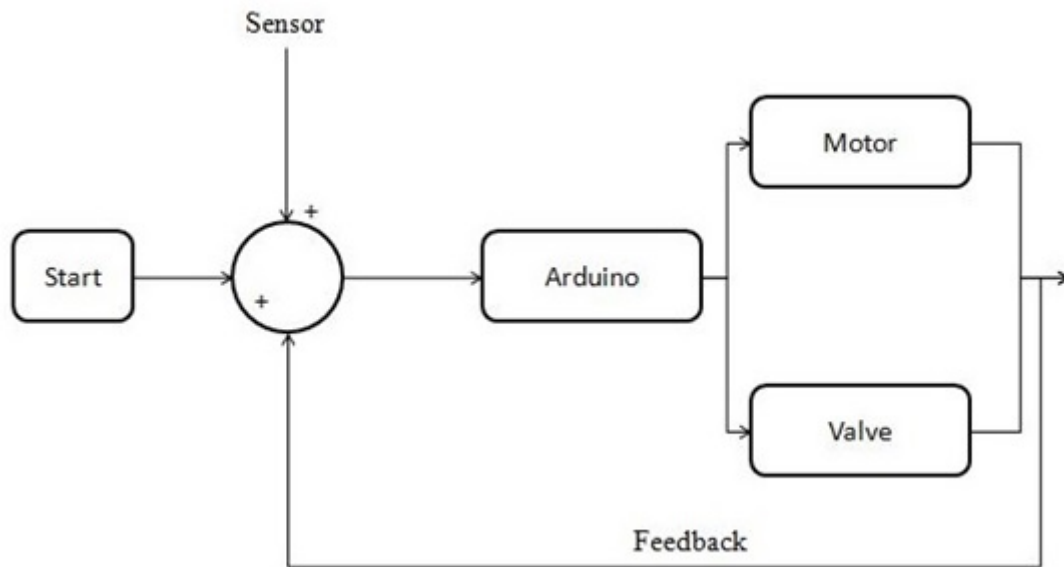 Sensor
+
Motor
Start
+
Arduino
Valve
Feedback